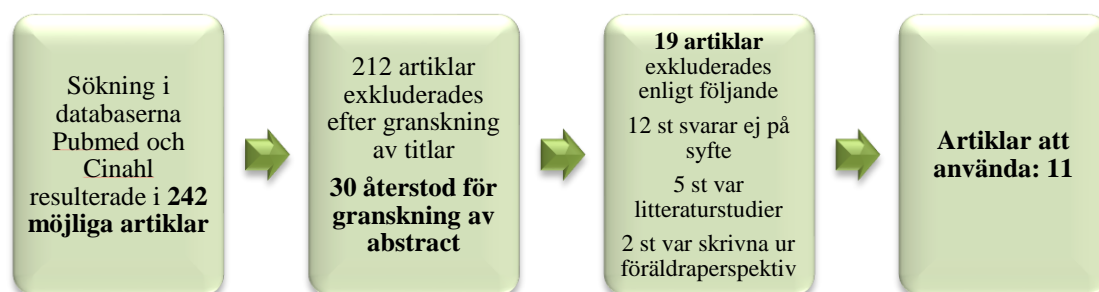 Sökning i
databaserna
Pubmed och
Cinahl
resulterade i 242
möjliga artiklar
212 artiklar
exkluderades
efter granskning
av titlar
30 återstod för
granskning av
abstract
19 artiklar
exkluderades
enligt följande
12 st svarar ej på
syfte
5 st var
litteraturstudier
2 st var skrivna ur
föräldraperspektiv
Artiklar att
använda: 11